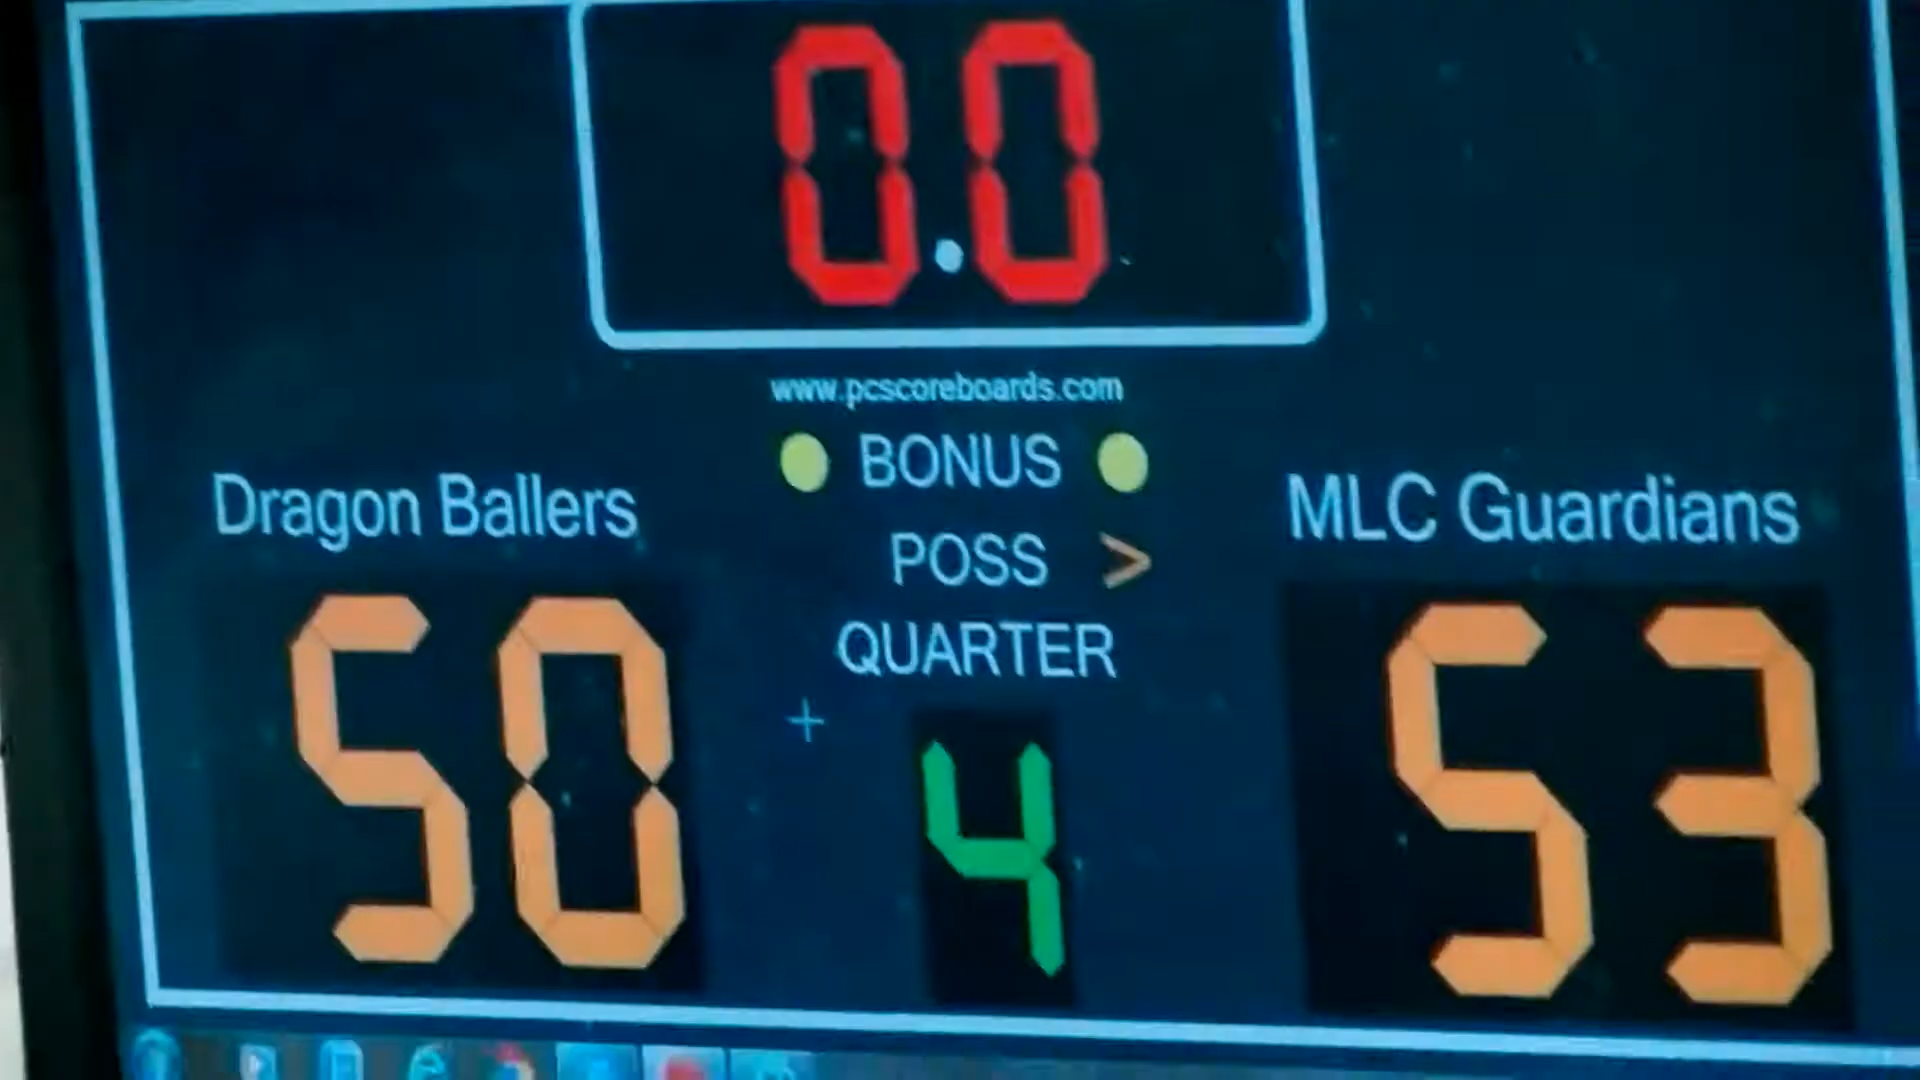 0.0
www.pcscoreboards.com
BONUS
Dragon Ballers
MLC Guardians
POSS >
QUARTER
50
4
53